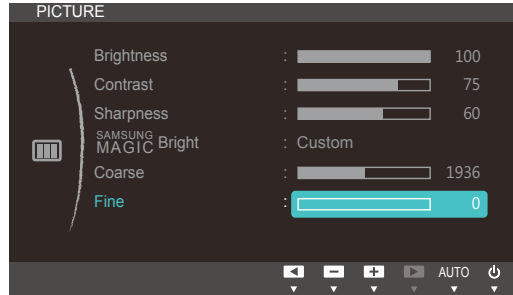 PICTURE
Brightness : 100
Contrast : 75
Sharpness : 60
SAMSUNG MAGIC Bright : Custom
Coarse : 1936
Fine : 0
AUTO